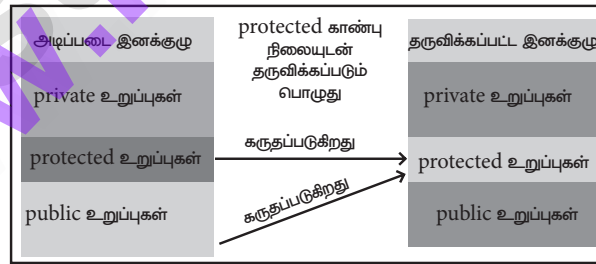 அடிப்படை இனக்குழு
private உறுப்புகள்
protected உறுப்புகள்
public உறுப்புகள்
protected காண்பு
நிலையுடன்
தருவிக்கப்படும்
பொழுது
கருதப்படுகிறது
கருதப்படுகிறது
தருவிக்கப்பட்ட இனக்குழு
private உறுப்புகள்
protected உறுப்புகள்
public உறுப்புகள்